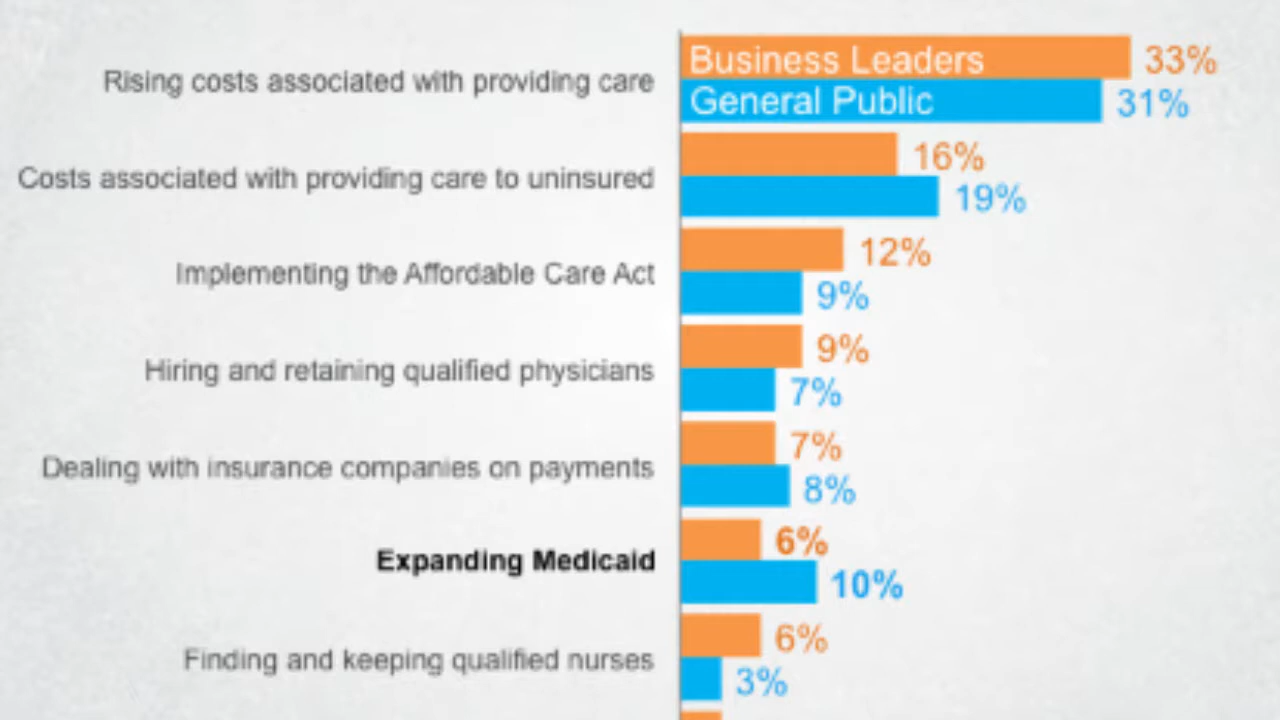 Rising costs associated with providing care
Business Leaders 33%
General Public 31%
Costs associated with providing care to uninsured
16%
19%
Implementing the Affordable Care Act
12%
9%
Hiring and retaining qualified physicians
9%
7%
Dealing with insurance companies on payments
7%
8%
Expanding Medicaid
6%
10%
Finding and keeping qualified nurses
6%
3%